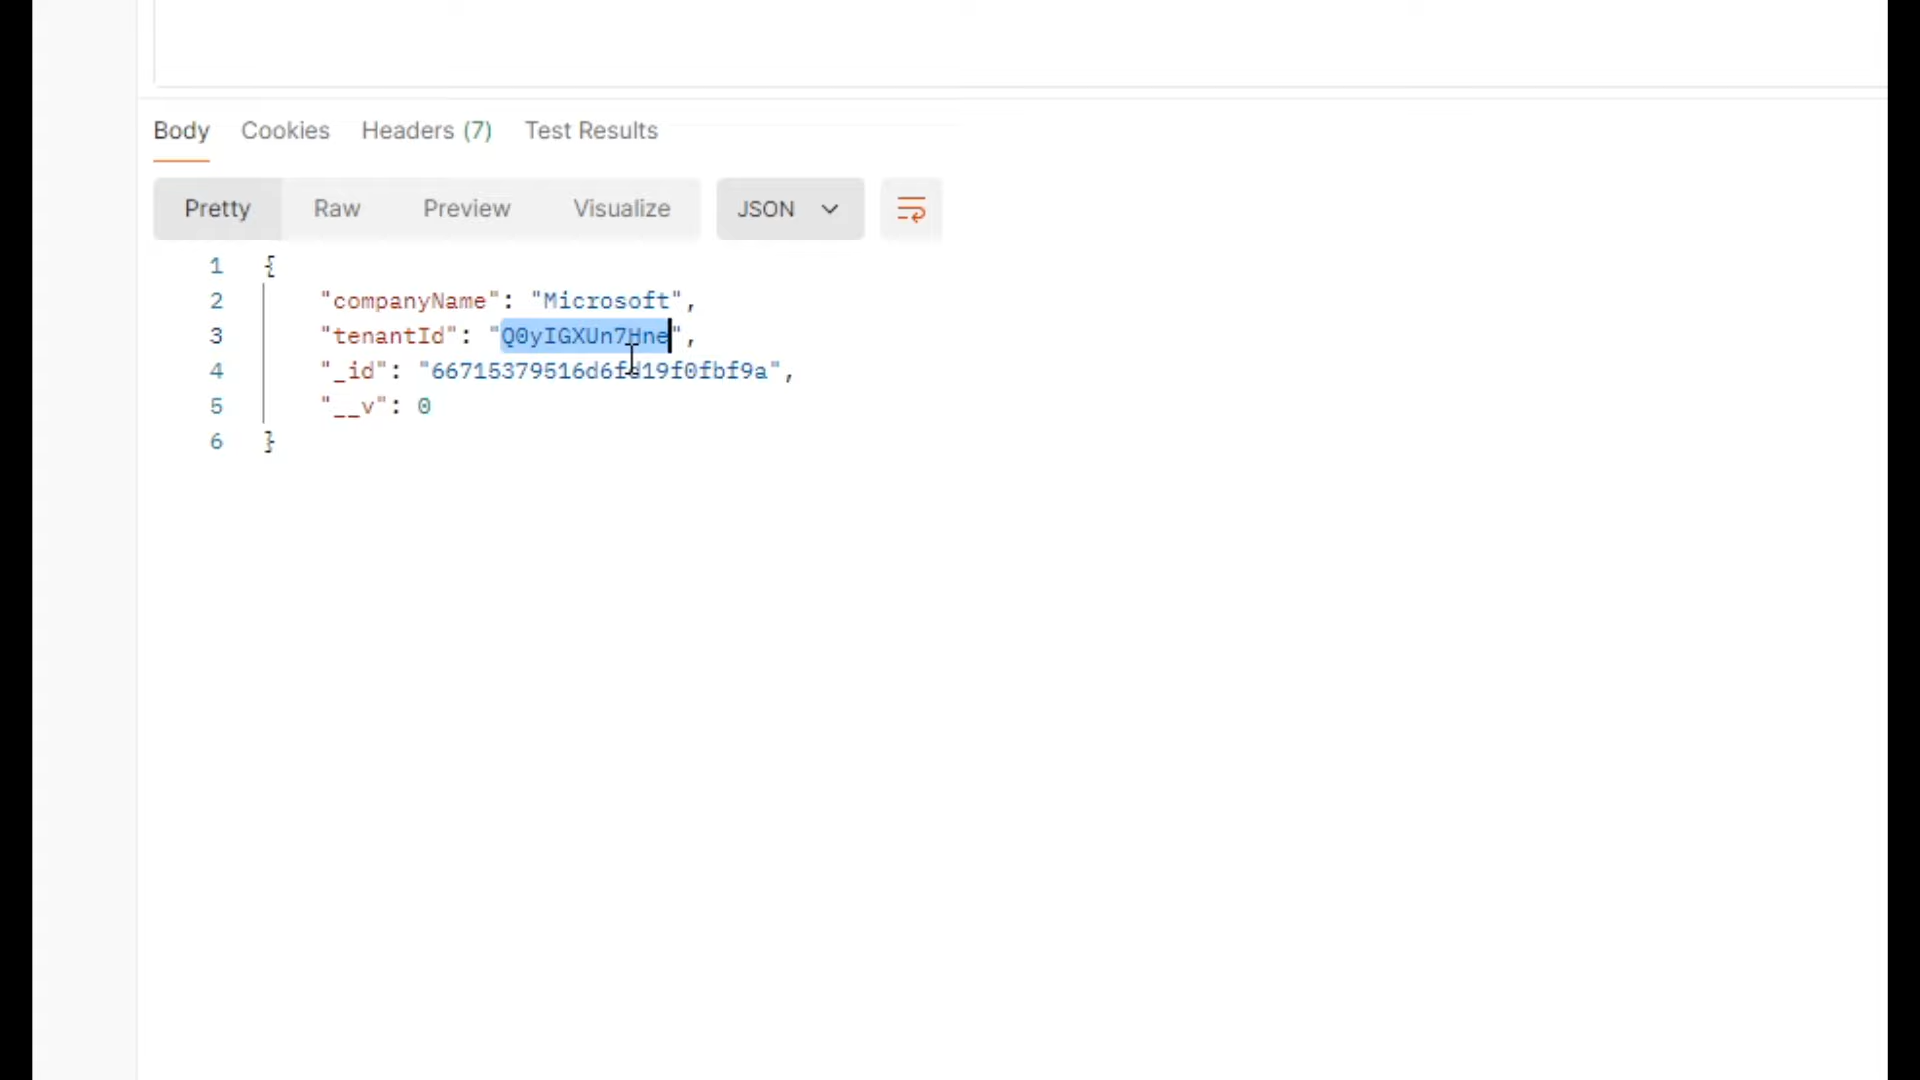 Body Cookies Headers (7) Test Results
Pretty Raw Preview Visualize JSON
1 {
2 "companyName": "Microsoft",
3 "tenantId": "Q0yIGXUn7Hne",
4 "_id": "66715379516d6fd19f0fbf9a",
5 "__v": 0
6 }